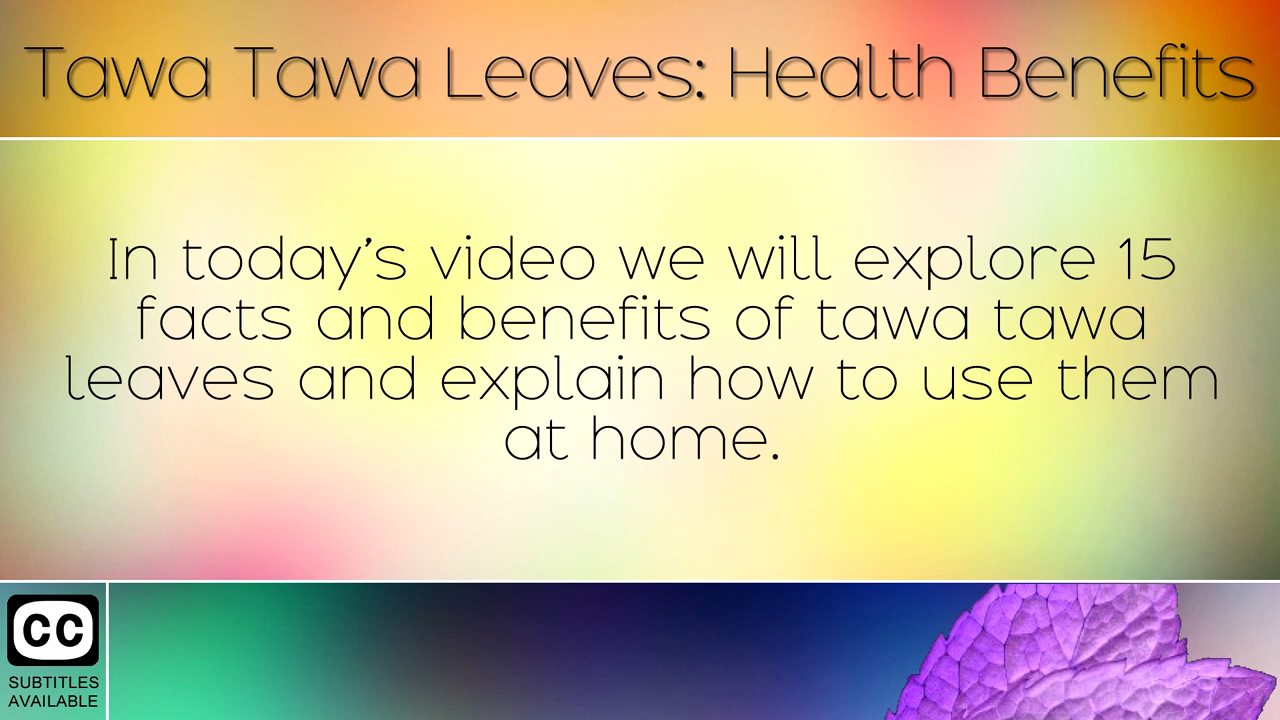 Tawa Tawa Leaves: Health Benefits
In today's video we will explore 15
facts and benefits of tawa tawa
leaves and explain how to use them
at home.
CC
SUBTITLES
AVAILABLE